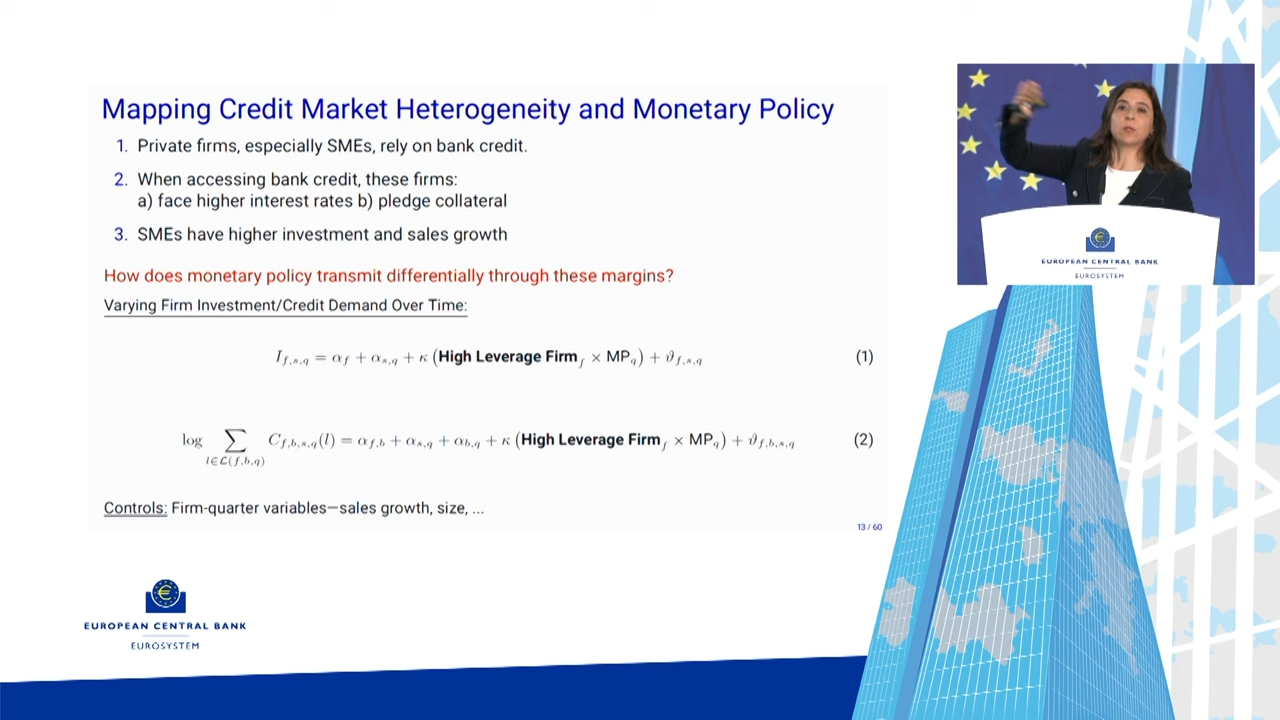 Mapping Credit Market Heterogeneity and Monetary Policy
1. Private firms, especially SMEs, rely on bank credit.
2. When accessing bank credit, these firms:
a) face higher interest rates b) pledge collateral
3. SMEs have higher investment and sales growth
How does monetary policy transmit differentially through these margins?
Varying Firm Investment/Credit Demand Over Time:
I_{f,s,q} = α_f + α_{s,q} + κ (High Leverage Firm_f × MP_q) + ϑ_{f,s,q} (1)
log ∑_{l∈𝓛(f,b,q)} C_{f,b,s,q}(l) = α_{f,b} + α_{s,q} + α_{b,q} + κ (High Leverage Firm_f × MP_q) + ϑ_{f,b,s,q} (2)
Controls: Firm-quarter variables—sales growth, size, ...
13 / 60
EUROPEAN CENTRAL BANK
EUROSYSTEM
EUROPEAN CENTRAL BANK
EUROSYSTEM